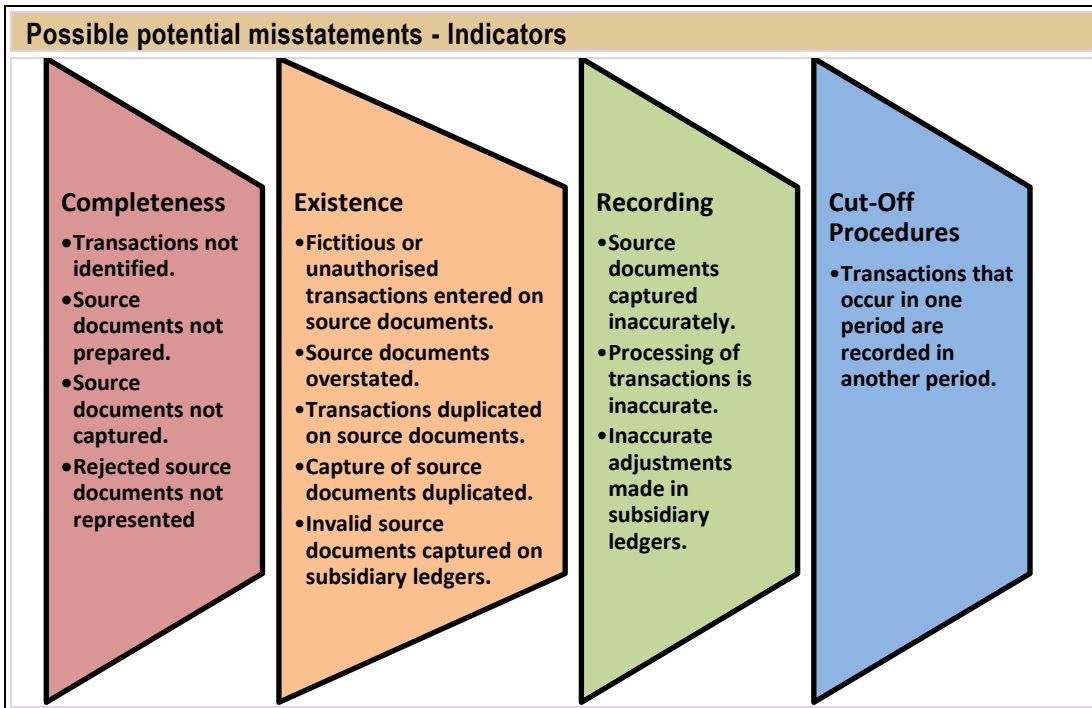 Possible potential misstatements - Indicators
Completeness
•Transactions not
identified.
•Source
documents not
prepared.
•Source
documents not
captured.
•Rejected source
documents not
represented
Existence
•Fictitious or
unauthorised
transactions entered on
source documents.
•Source documents
overstated.
•Transactions duplicated
on source documents.
•Capture of source
documents duplicated.
•Invalid source
documents captured on
subsidiary ledgers.
Recording
•Source
documents
captured
inaccurately.
•Processing of
transactions is
inaccurate.
•Inaccurate
adjustments
made in
subsidiary
ledgers.
Cut-Off
Procedures
•Transactions that
occur in one
period are
recorded in
another period.